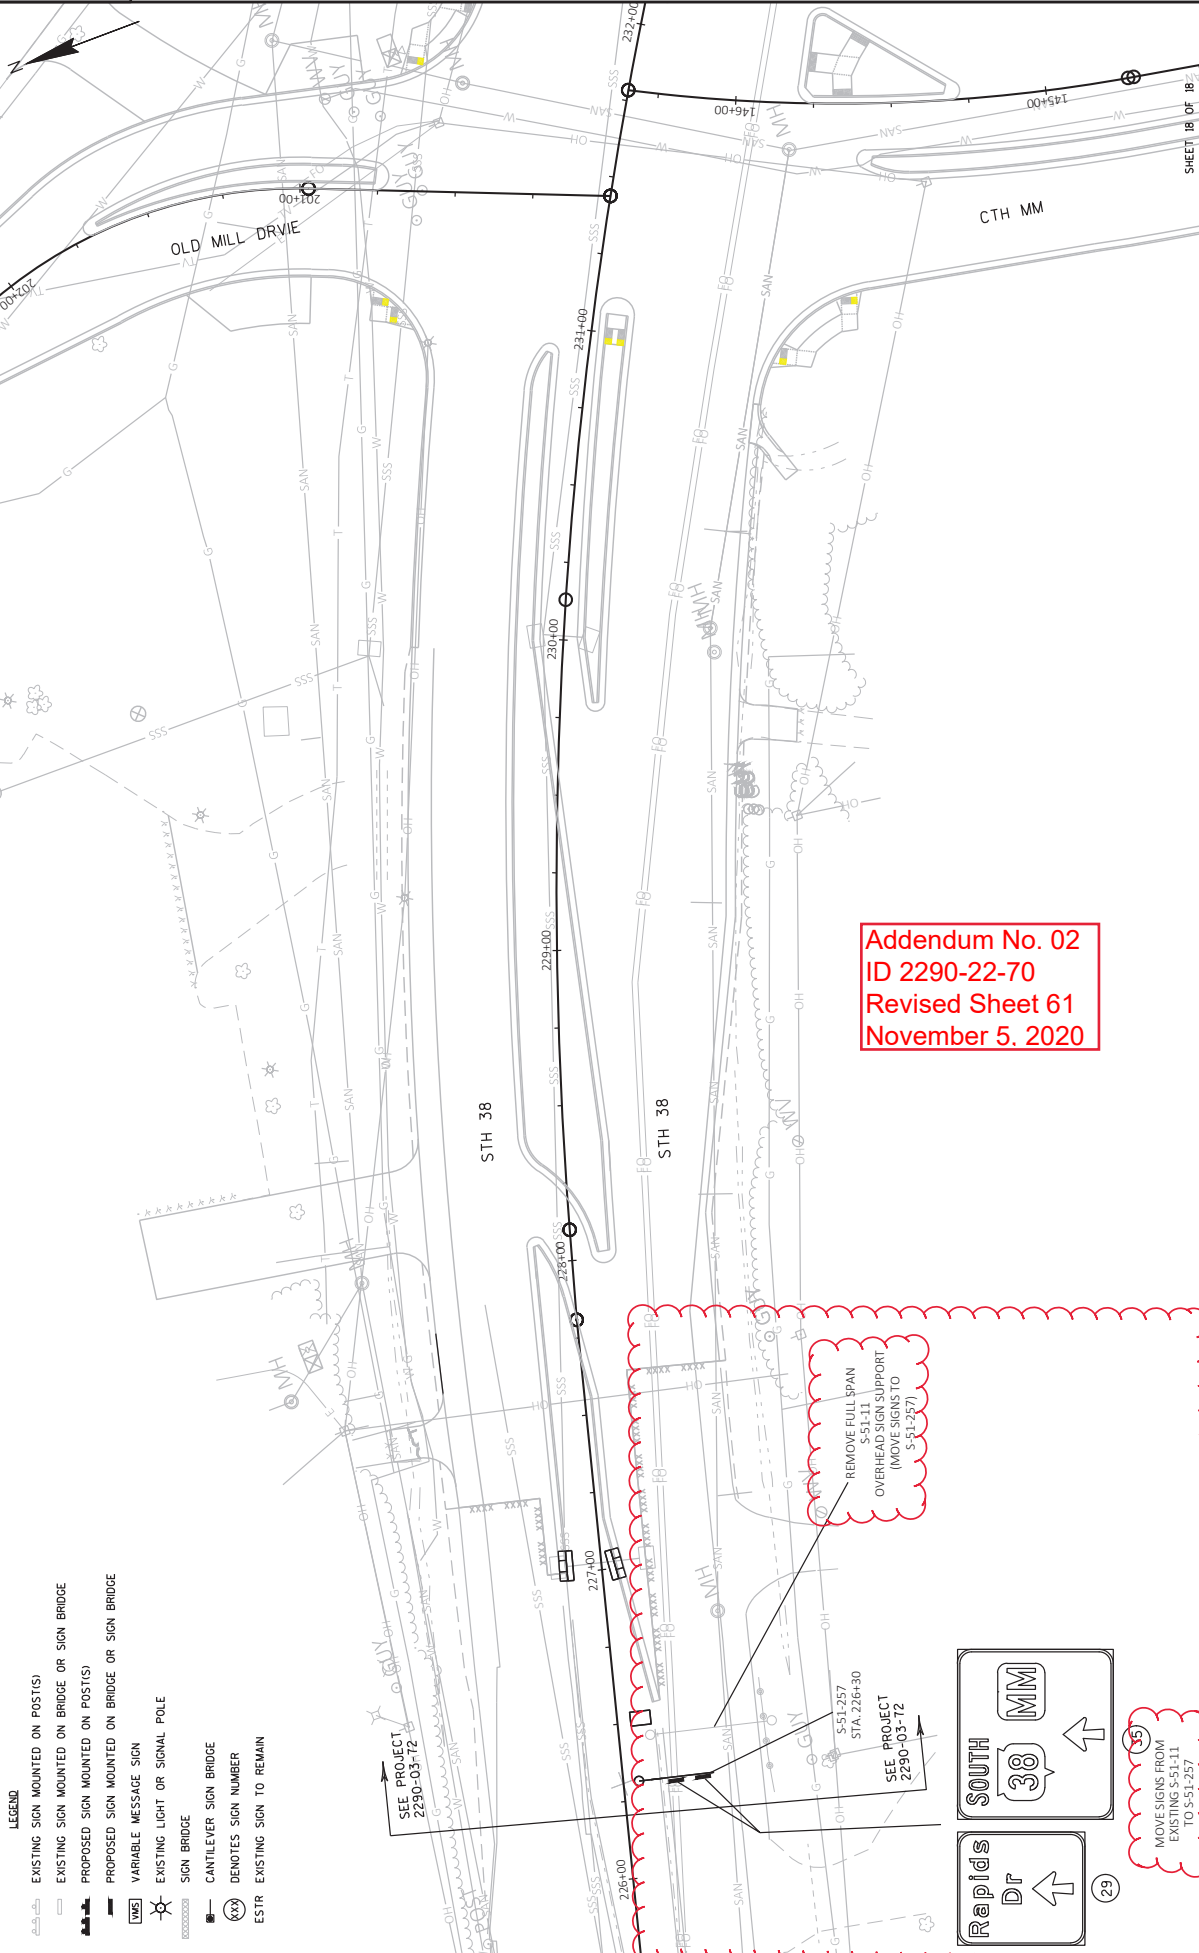 232+00
146+00
145+00
SHEET 18 OF 18
201+00
202+00
OLD MILL DRVIE
CTH MM
231+00
230+00
229+00
Addendum No. 02
ID 2290-22-70
Revised Sheet 61
November 5, 2020
STH 38
STH 38
228+00
227+00
226+00
REMOVE FULL SPAN
S-51-11
OVERHEAD SIGN SUPPORT
(MOVE SIGNS TO
S-51-257)
S-51-257
STA. 226+30
SEE PROJECT
2290-03-72
SEE PROJECT
2290-03-72
SOUTH
38
MM
35
Rapids
Dr
29
MOVE SIGNS FROM
EXISTING S-51-11
TO S-51-257
LEGEND
EXISTING SIGN MOUNTED ON POST(S)
EXISTING SIGN MOUNTED ON BRIDGE OR SIGN BRIDGE
PROPOSED SIGN MOUNTED ON POST(S)
PROPOSED SIGN MOUNTED ON BRIDGE OR SIGN BRIDGE
VMS VARIABLE MESSAGE SIGN
EXISTING LIGHT OR SIGNAL POLE
SIGN BRIDGE
CANTILEVER SIGN BRIDGE
XXX DENOTES SIGN NUMBER
ESTR EXISTING SIGN TO REMAIN